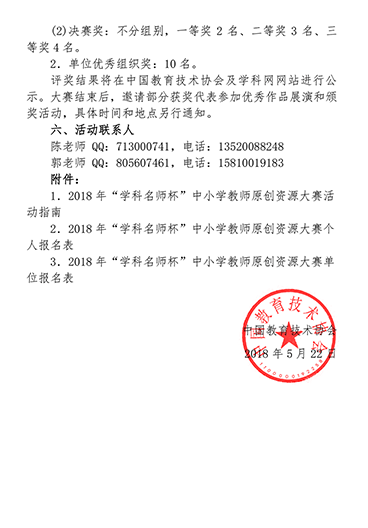 (2)决赛奖：不分组别，一等奖 2 名、二等奖 3 名、三
等奖 4 名。
2．单位优秀组织奖：10 名。
评奖结果将在中国教育技术协会及学科网网站进行公
示。大赛结束后，邀请部分获奖代表参加优秀作品展演和颁
奖活动，具体时间和地点另行通知。
六、活动联系人
陈老师 QQ：713000741，电话：13520088248
郭老师 QQ：805607461，电话：15810019183
附件：
1．2018 年“学科名师杯”中小学教师原创资源大赛活
动指南
2．2018 年“学科名师杯”中小学教师原创资源大赛个
人报名表
3．2018 年“学科名师杯”中小学教师原创资源大赛单
位报名表
中国教育技术协会
2018 年 5 月 22 日
中国教育技术协会